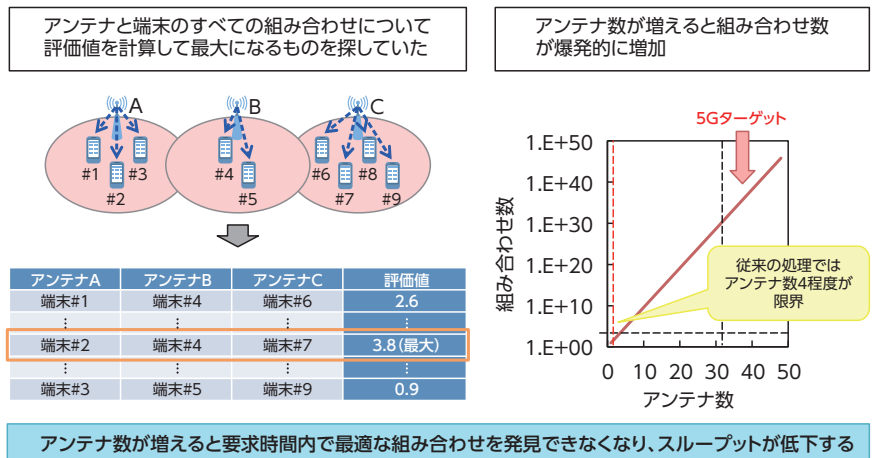 アンテナと端末のすべての組み合わせについて
評価値を計算して最大になるものを探していた
A
B
C
#1
#2
#3
#4
#5
#6
#7
#8
#9
アンテナA アンテナB アンテナC 評価値
端末#1 端末#4 端末#6 2.6
⋮ ⋮ ⋮ ⋮
端末#2 端末#4 端末#7 3.8(最大)
⋮ ⋮ ⋮ ⋮
端末#3 端末#5 端末#9 0.9
アンテナ数が増えると組み合わせ数
が爆発的に増加
5Gターゲット
組み合わせ数
1.E+50
1.E+40
1.E+30
1.E+20
1.E+10
1.E+00
従来の処理では
アンテナ数4程度が
限界
0 10 20 30 40 50
アンテナ数
アンテナ数が増えると要求時間内で最適な組み合わせを発見できなくなり、スループットが低下する